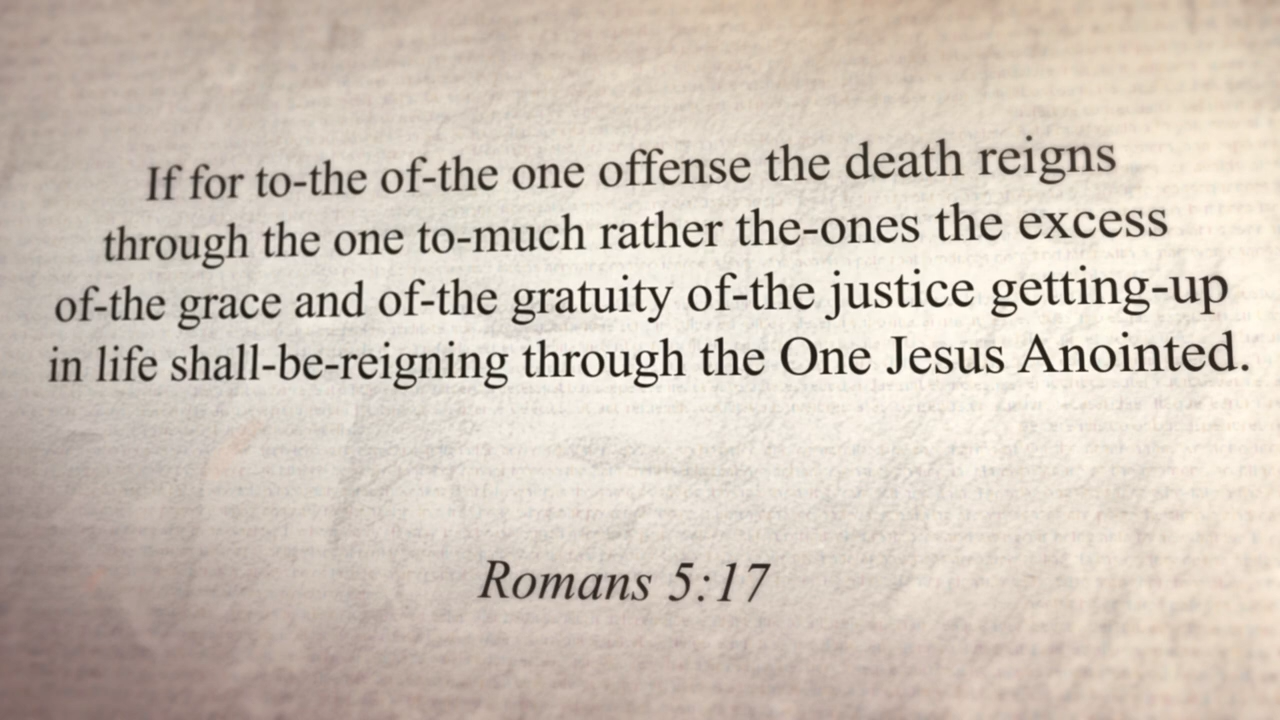 If for to-the of-the one offense the death reigns
through the one to-much rather the-ones the excess
of-the grace and of-the gratuity of-the justice getting-up
in life shall-be-reigning through the One Jesus Anointed.
Romans 5:17